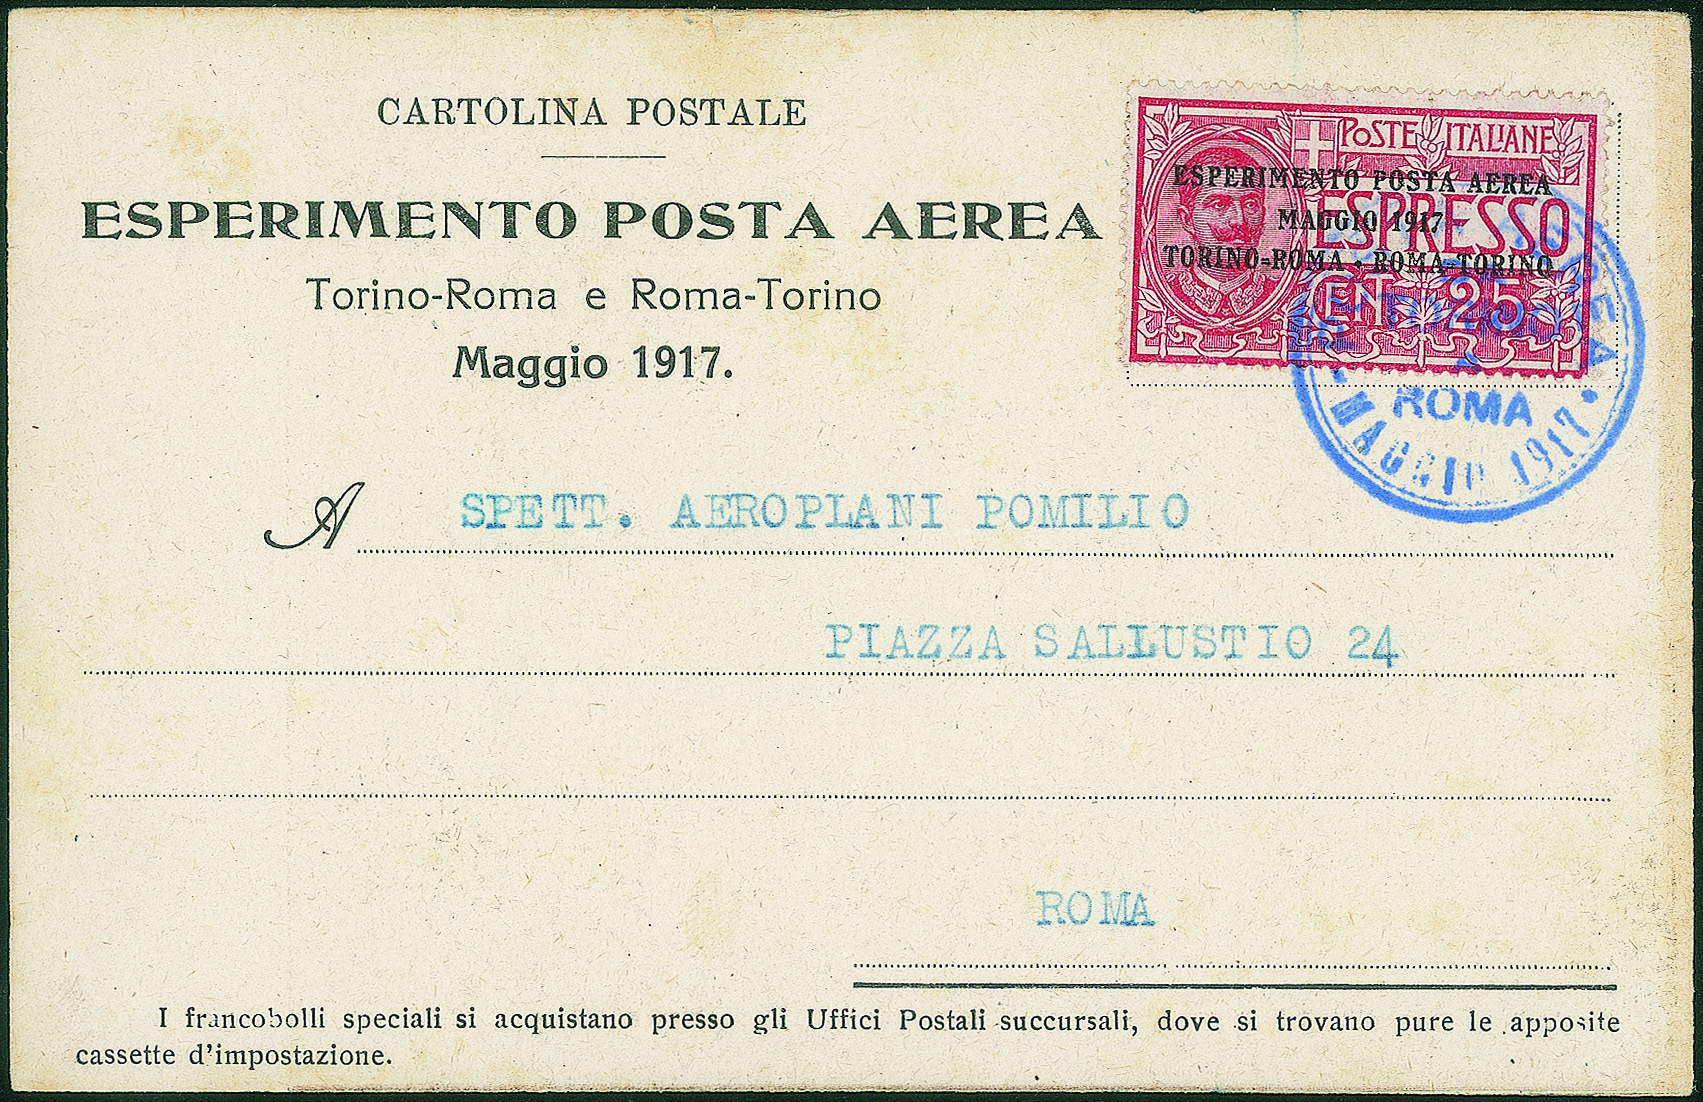 CARTOLINA POSTALE
ESPERIMENTO POSTA AEREA
Torino-Roma e Roma-Torino
Maggio 1917.
POSTE ITALIANE
ESPRESSO
CENT. 25
ESPERIMENTO POSTA AEREA
MAGGIO 1917
TORINO-ROMA • ROMA-TORINO
ROMA
MAGGIO 1917
A SPETT. AEROPLANI POMILIO
PIAZZA SALLUSTIO 24
ROMA
I francobolli speciali si acquistano presso gli Uffici Postali succursali, dove si trovano pure le apposite
cassette d'impostazione.